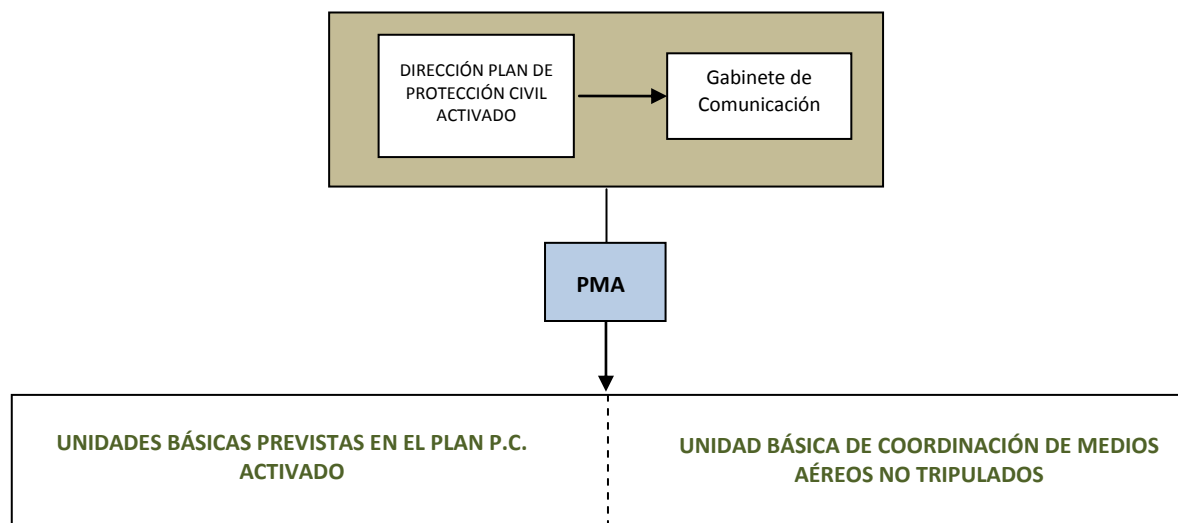 DIRECCIÓN PLAN DE
PROTECCIÓN CIVIL
ACTIVADO
Gabinete de
Comunicación
PMA
UNIDADES BÁSICAS PREVISTAS EN EL PLAN P.C.
ACTIVADO
UNIDAD BÁSICA DE COORDINACIÓN DE MEDIOS
AÉREOS NO TRIPULADOS